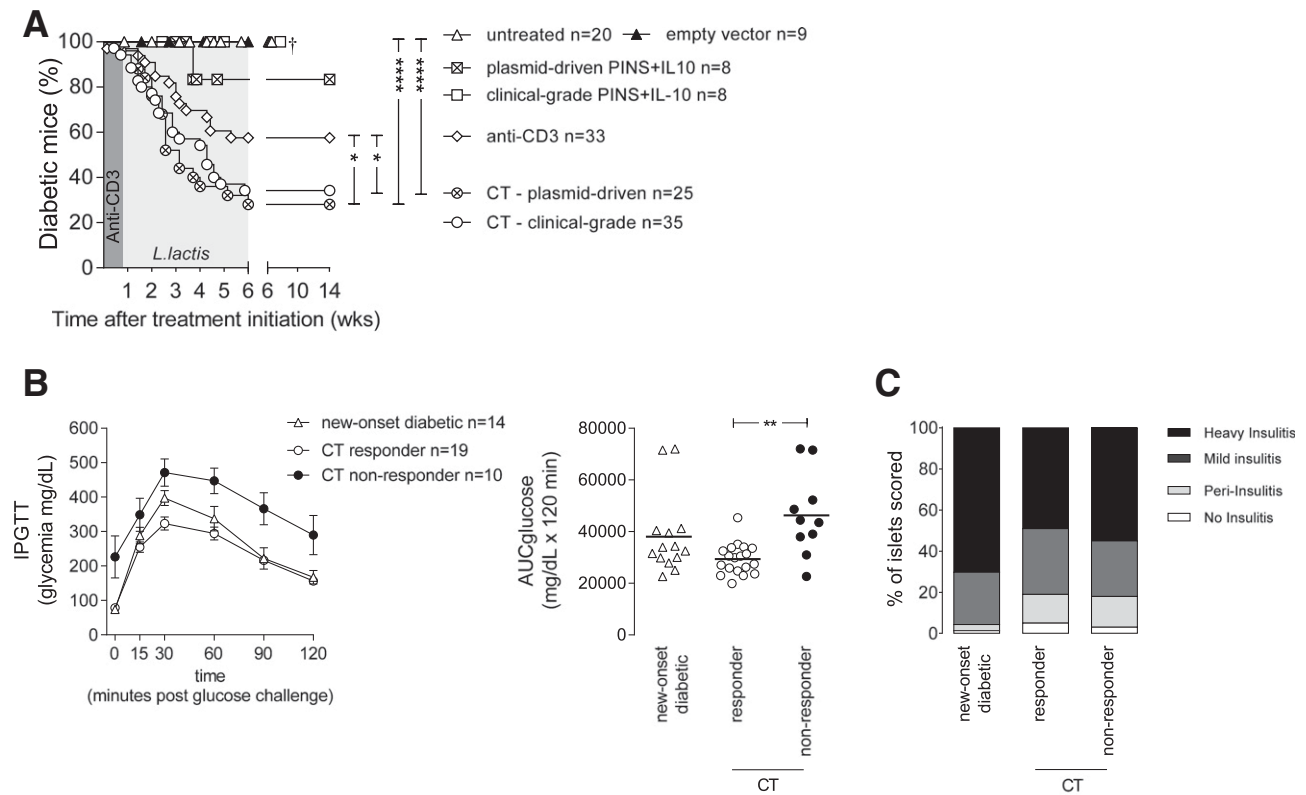 A
Diabetic mice (%)
100
80
60
40
20
0
Anti-CD3
L.lactis
†
1 2 3 4 5 6 6 10 14
Time after treatment initiation (wks)
*
*
****
****
untreated n=20
empty vector n=9
plasmid-driven PINS+IL10 n=8
clinical-grade PINS+IL-10 n=8
anti-CD3 n=33
CT - plasmid-driven n=25
CT - clinical-grade n=35
B
IPGTT
(glycemia mg/dL)
600
500
400
300
200
100
0
0 15 30 60 90 120
time
(minutes post glucose challenge)
new-onset diabetic n=14
CT responder n=19
CT non-responder n=10
AUCglucose
(mg/dL x 120 min)
80000
60000
40000
20000
0
**
new-onset
diabetic
responder
non-responder
CT
C
% of islets scored
100
80
60
40
20
0
new-onset
diabetic
responder
non-responder
CT
Heavy Insulitis
Mild insulitis
Peri-Insulitis
No Insulitis